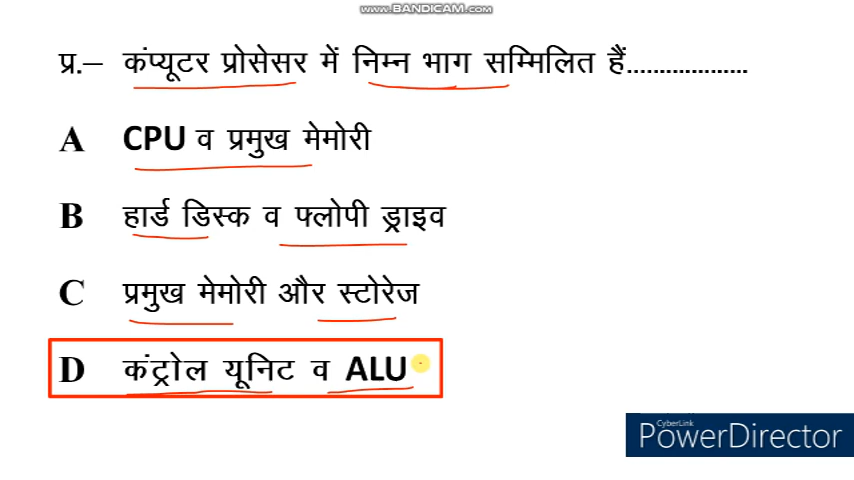 www.BANDICAM.com
प्र.– कंप्यूटर प्रोसेसर में निम्न भाग सम्मिलित हैं...................
A CPU व प्रमुख मेमोरी
B हार्ड डिस्क व फ्लोपी ड्राइव
C प्रमुख मेमोरी और स्टोरेज
D कंट्रोल यूनिट व ALU
CyberLink
PowerDirector